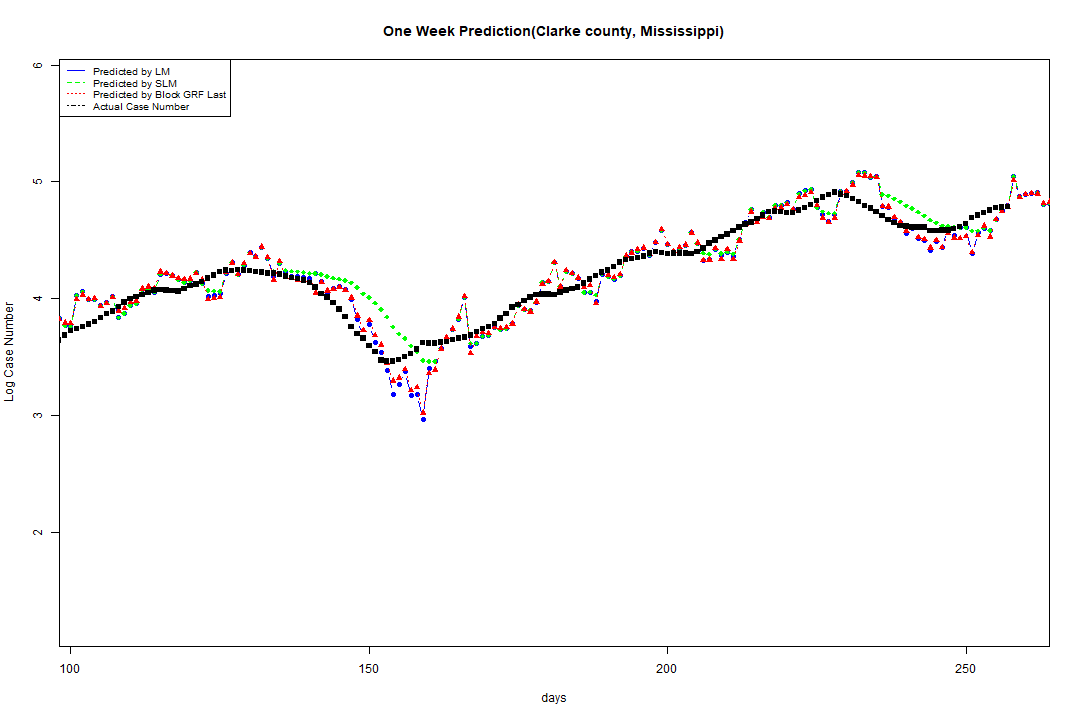 One Week Prediction(Clarke county, Mississippi)
Predicted by LM
Predicted by SLM
Predicted by Block GRF Last
Actual Case Number
Log Case Number
6
5
4
3
2
100 150 200 250
days